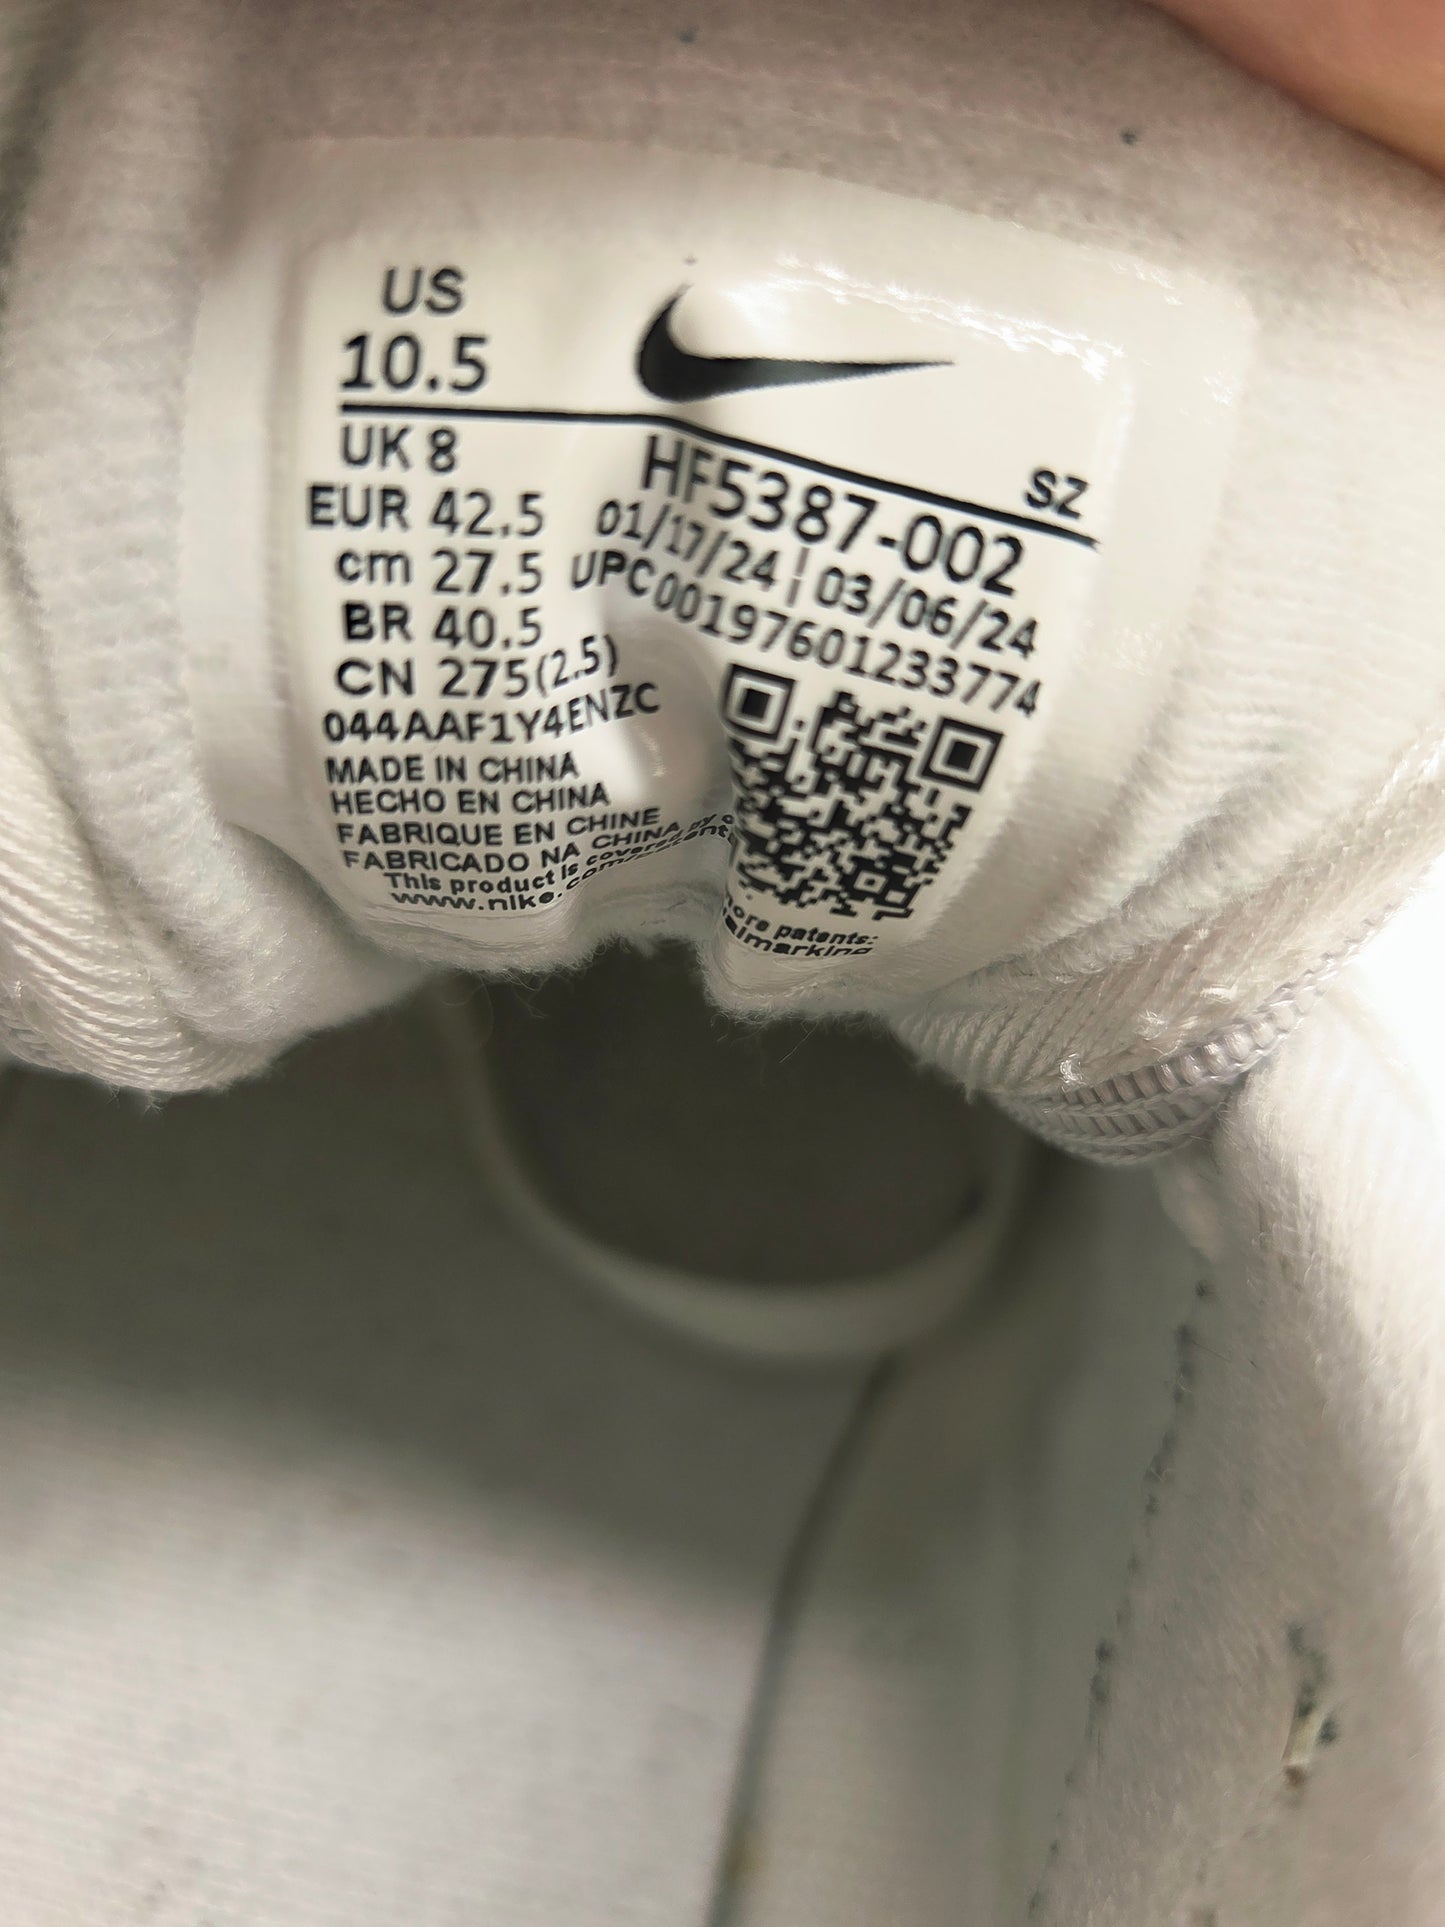 US
10.5
UK 8
EUR 42.5
cm 27.5
BR 40.5
CN 275(2.5)
044AAF1Y4ENZC
MADE IN CHINA
HECHO EN CHINA
FABRIQUE EN CHINE
FABRICADO NA CHINA
This product is covered by
www.nike.com/
SZ
HF5387-002
01/17/24 | 03/06/24
UPC00197601233774
patents: